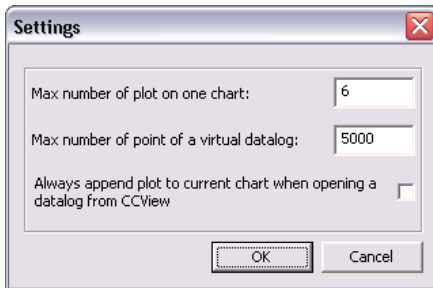 Settings
Max number of plot on one chart: 6
Max number of point of a virtual datalog: 5000
Always append plot to current chart when opening a
datalog from CCView
OK Cancel